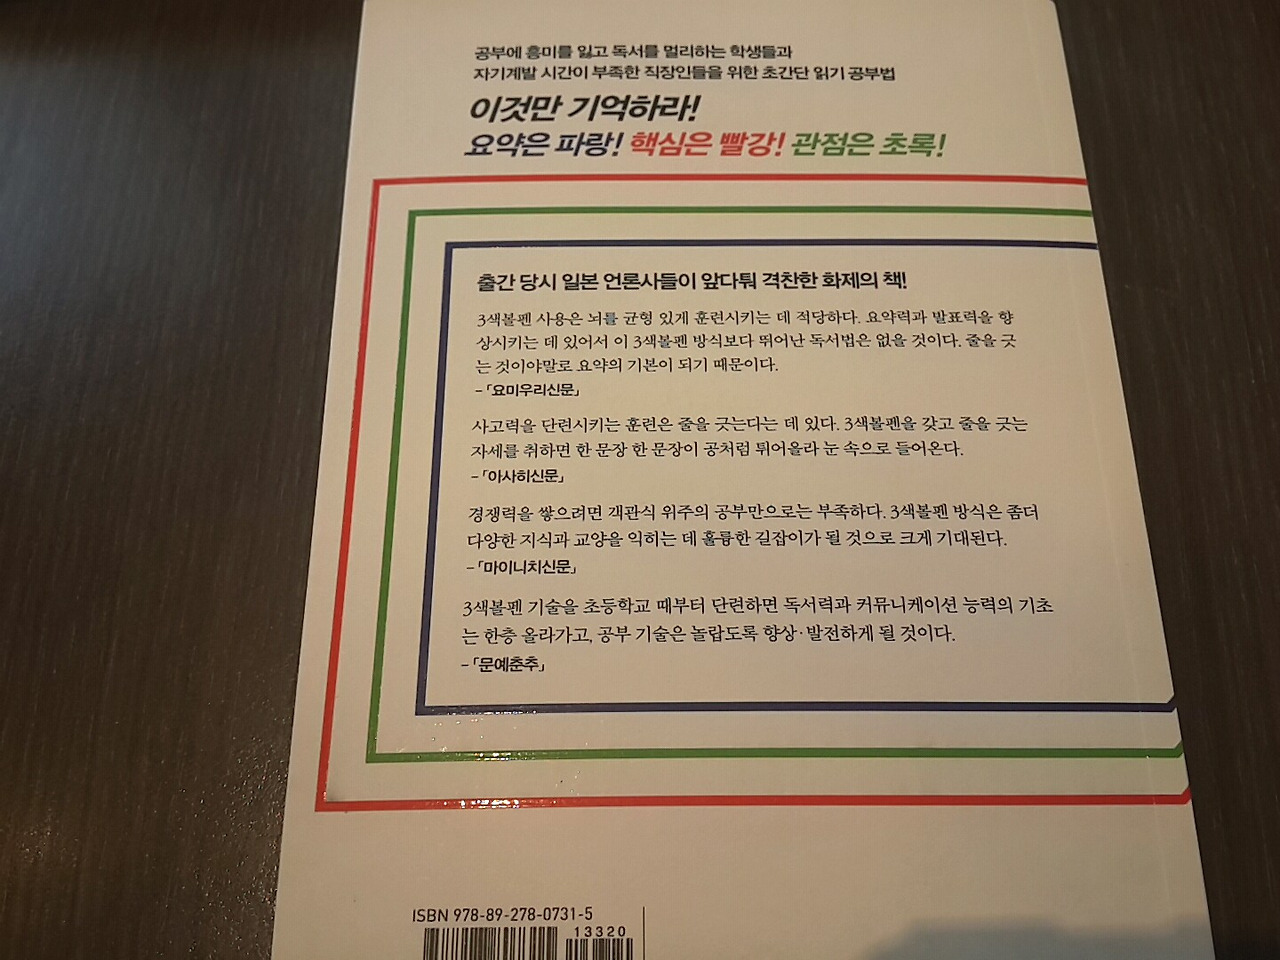 공부에 흥미를 잃고 독서를 멀리하는 학생들과
자기계발 시간이 부족한 직장인들을 위한 초간단 읽기 공부법
이것만 기억하라!
요약은 파랑! 핵심은 빨강! 관점은 초록!
출간 당시 일본 언론사들이 앞다퉈 격찬한 화제의 책!
3색볼펜 사용은 뇌를 균형 있게 훈련시키는 데 적당하다. 요약력과 발표력을 향
상시키는 데 있어서 이 3색볼펜 방식보다 뛰어난 독서법은 없을 것이다. 줄을 긋
는 것이야말로 요약의 기본이 되기 때문이다.
-「요미우리신문」
사고력을 단련시키는 훈련은 줄을 긋는다는 데 있다. 3색볼펜을 갖고 줄을 긋는
자세를 취하면 한 문장 한 문장이 공처럼 튀어올라 눈 속으로 들어온다.
-「아사히신문」
경쟁력을 쌓으려면 객관식 위주의 공부만으로는 부족하다. 3색볼펜 방식은 좀더
다양한 지식과 교양을 익히는 데 훌륭한 길잡이가 될 것으로 크게 기대된다.
-「마이니치신문」
3색볼펜 기술을 초등학교 때부터 단련하면 독서력과 커뮤니케이션 능력의 기초
는 한층 올라가고, 공부 기술은 놀랍도록 향상·발전하게 될 것이다.
-「문예춘추」
ISBN 978-89-278-0731-5
13320